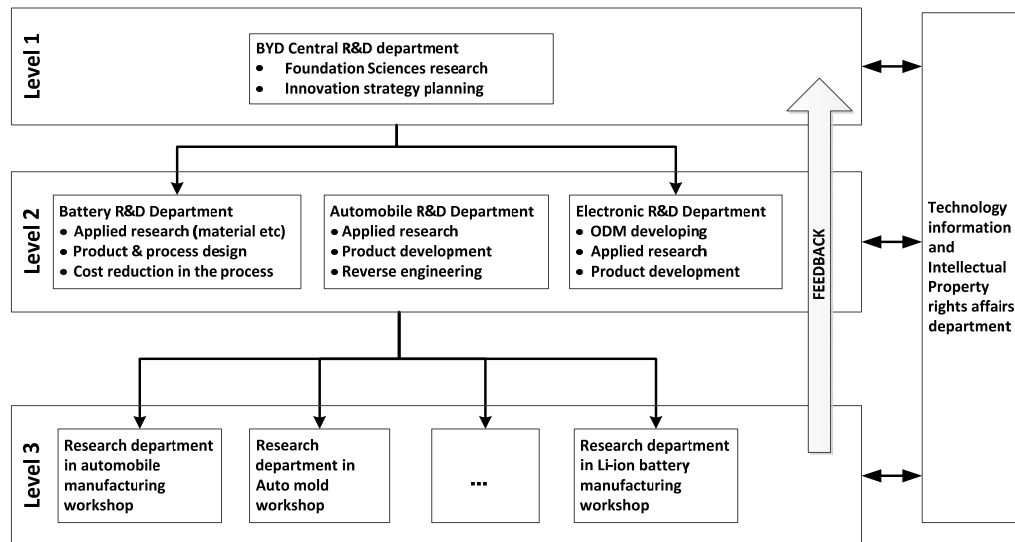 Level 1
BYD Central R&D department
• Foundation Sciences research
• Innovation strategy planning
Level 2
Battery R&D Department
• Applied research (material etc)
• Product & process design
• Cost reduction in the process
Automobile R&D Department
• Applied research
• Product development
• Reverse engineering
Electronic R&D Department
• ODM developing
• Applied research
• Product development
FEEDBACK
Technology
information
and
Intellectual
Property
rights affairs
department
Level 3
Research department
in automobile
manufacturing
workshop
Research
department in
Auto mold
workshop
...
Research department
in Li-ion battery
manufacturing
workshop